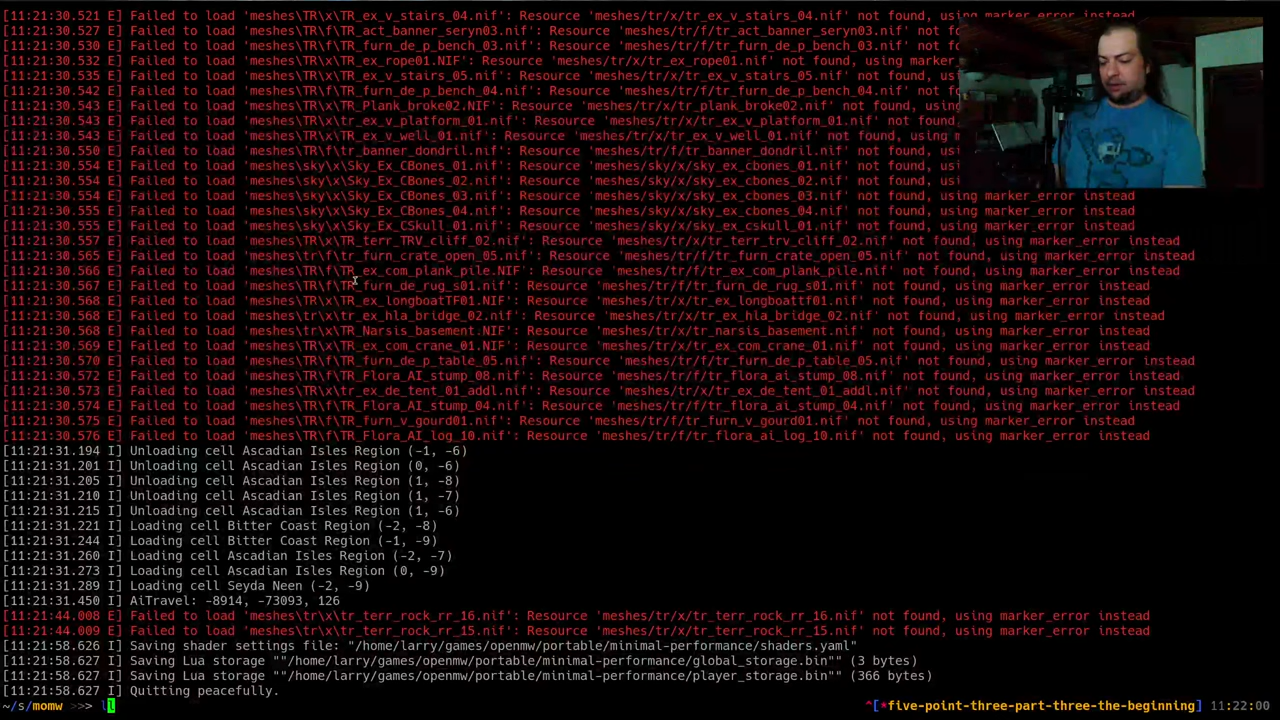 [11:21:30.521 E] Failed to load 'meshes\TR\x\TR_ex_v_stairs_04.nif': Resource 'meshes/tr/x/tr_ex_v_stairs_04.nif' not found, using marker_error instead
[11:21:30.527 E] Failed to load 'meshes\TR\f\TR_act_banner_seryn03.nif': Resource 'meshes/tr/f/tr_act_banner_seryn03.nif' not fo
[11:21:30.530 E] Failed to load 'meshes\TR\f\TR_furn_de_p_bench_03.nif': Resource 'meshes/tr/f/tr_furn_de_p_bench_03.nif' not fo
[11:21:30.532 E] Failed to load 'meshes\TR\x\TR_ex_rope01.NIF': Resource 'meshes/tr/x/tr_ex_rope01.nif' not found, using marker_
[11:21:30.535 E] Failed to load 'meshes\TR\x\TR_ex_v_stairs_05.nif': Resource 'meshes/tr/x/tr_ex_v_stairs_05.nif' not found, usi
[11:21:30.542 E] Failed to load 'meshes\TR\f\TR_furn_de_p_bench_04.nif': Resource 'meshes/tr/f/tr_furn_de_p_bench_04.nif' not fo
[11:21:30.543 E] Failed to load 'meshes\TR\x\TR_Plank_broke02.NIF': Resource 'meshes/tr/x/tr_plank_broke02.nif' not found, using
[11:21:30.543 E] Failed to load 'meshes\TR\x\TR_ex_v_platform_01.nif': Resource 'meshes/tr/x/tr_ex_v_platform_01.nif' not found,
[11:21:30.543 E] Failed to load 'meshes\TR\x\TR_ex_v_well_01.nif': Resource 'meshes/tr/x/tr_ex_v_well_01.nif' not found, using m
[11:21:30.550 E] Failed to load 'meshes\TR\f\tr_banner_dondril.nif': Resource 'meshes/tr/f/tr_banner_dondril.nif' not found, usi
[11:21:30.554 E] Failed to load 'meshes\sky\x\Sky_Ex_CBones_01.nif': Resource 'meshes/sky/x/sky_ex_cbones_01.nif' not found, usi
[11:21:30.554 E] Failed to load 'meshes\sky\x\Sky_Ex_CBones_02.nif': Resource 'meshes/sky/x/sky_ex_cbones_02.nif' not found, usi
[11:21:30.554 E] Failed to load 'meshes\sky\x\Sky_Ex_CBones_03.nif': Resource 'meshes/sky/x/sky_ex_cbones_03.nif' not found, using marker_error instead
[11:21:30.555 E] Failed to load 'meshes\sky\x\Sky_Ex_CBones_04.nif': Resource 'meshes/sky/x/sky_ex_cbones_04.nif' not found, using marker_error instead
[11:21:30.555 E] Failed to load 'meshes\sky\x\Sky_Ex_CSkull_01.nif': Resource 'meshes/sky/x/sky_ex_cskull_01.nif' not found, using marker_error instead
[11:21:30.557 E] Failed to load 'meshes\TR\x\TR_terr_TRV_cliff_02.nif': Resource 'meshes/tr/x/tr_terr_trv_cliff_02.nif' not found, using marker_error instead
[11:21:30.565 E] Failed to load 'meshes\tr\f\tr_furn_crate_open_05.nif': Resource 'meshes/tr/f/tr_furn_crate_open_05.nif' not found, using marker_error instead
[11:21:30.566 E] Failed to load 'meshes\TR\x\TR_ex_com_plank_pile.NIF': Resource 'meshes/tr/x/tr_ex_com_plank_pile.nif' not found, using marker_error instead
[11:21:30.567 E] Failed to load 'meshes\TR\f\TR_furn_de_rug_s01.nif': Resource 'meshes/tr/f/tr_furn_de_rug_s01.nif' not found, using marker_error instead
[11:21:30.568 E] Failed to load 'meshes\TR\x\TR_ex_longboatTF01.NIF': Resource 'meshes/tr/x/tr_ex_longboattf01.nif' not found, using marker_error instead
[11:21:30.568 E] Failed to load 'meshes\tr\x\tr_ex_hla_bridge_02.nif': Resource 'meshes/tr/x/tr_ex_hla_bridge_02.nif' not found, using marker_error instead
[11:21:30.568 E] Failed to load 'meshes\TR\x\TR_Narsis_basement.NIF': Resource 'meshes/tr/x/tr_narsis_basement.nif' not found, using marker_error instead
[11:21:30.569 E] Failed to load 'meshes\TR\x\TR_ex_com_crane_01.NIF': Resource 'meshes/tr/x/tr_ex_com_crane_01.nif' not found, using marker_error instead
[11:21:30.570 E] Failed to load 'meshes\TR\f\TR_furn_de_p_table_05.nif': Resource 'meshes/tr/f/tr_furn_de_p_table_05.nif' not found, using marker_error instead
[11:21:30.572 E] Failed to load 'meshes\TR\f\TR_Flora_AI_stump_08.nif': Resource 'meshes/tr/f/tr_flora_ai_stump_08.nif' not found, using marker_error instead
[11:21:30.573 E] Failed to load 'meshes\TR\x\tr_ex_de_tent_01_addl.nif': Resource 'meshes/tr/x/tr_ex_de_tent_01_addl.nif' not found, using marker_error instead
[11:21:30.574 E] Failed to load 'meshes\TR\f\TR_Flora_AI_stump_04.nif': Resource 'meshes/tr/f/tr_flora_ai_stump_04.nif' not found, using marker_error instead
[11:21:30.575 E] Failed to load 'meshes\TR\f\TR_furn_v_gourd01.nif': Resource 'meshes/tr/f/tr_furn_v_gourd01.nif' not found, using marker_error instead
[11:21:30.576 E] Failed to load 'meshes\TR\f\TR_Flora_AI_log_10.nif': Resource 'meshes/tr/f/tr_flora_ai_log_10.nif' not found, using marker_error instead
[11:21:31.194 I] Unloading cell Ascadian Isles Region (-1, -6)
[11:21:31.201 I] Unloading cell Ascadian Isles Region (0, -6)
[11:21:31.205 I] Unloading cell Ascadian Isles Region (1, -8)
[11:21:31.210 I] Unloading cell Ascadian Isles Region (1, -7)
[11:21:31.215 I] Unloading cell Ascadian Isles Region (1, -6)
[11:21:31.221 I] Loading cell Bitter Coast Region (-2, -8)
[11:21:31.244 I] Loading cell Bitter Coast Region (-1, -9)
[11:21:31.260 I] Loading cell Ascadian Isles Region (-2, -7)
[11:21:31.273 I] Loading cell Ascadian Isles Region (0, -9)
[11:21:31.289 I] Loading cell Seyda Neen (-2, -9)
[11:21:31.450 I] AiTravel: -8914, -73093, 126
[11:21:44.008 E] Failed to load 'meshes\tr\x\tr_terr_rock_rr_16.nif': Resource 'meshes/tr/x/tr_terr_rock_rr_16.nif' not found, using marker_error instead
[11:21:44.009 E] Failed to load 'meshes\tr\x\tr_terr_rock_rr_15.nif': Resource 'meshes/tr/x/tr_terr_rock_rr_15.nif' not found, using marker_error instead
[11:21:58.626 I] Saving shader settings file: "/home/larry/games/openmw/portable/minimal-performance/shaders.yaml"
[11:21:58.627 I] Saving Lua storage ""/home/larry/games/openmw/portable/minimal-performance/global_storage.bin"" (3 bytes)
[11:21:58.627 I] Saving Lua storage ""/home/larry/games/openmw/portable/minimal-performance/player_storage.bin"" (366 bytes)
[11:21:58.627 I] Quitting peacefully.
~/s/momw >>> ll ^[*five-point-three-part-three-the-beginning] 11:22:00